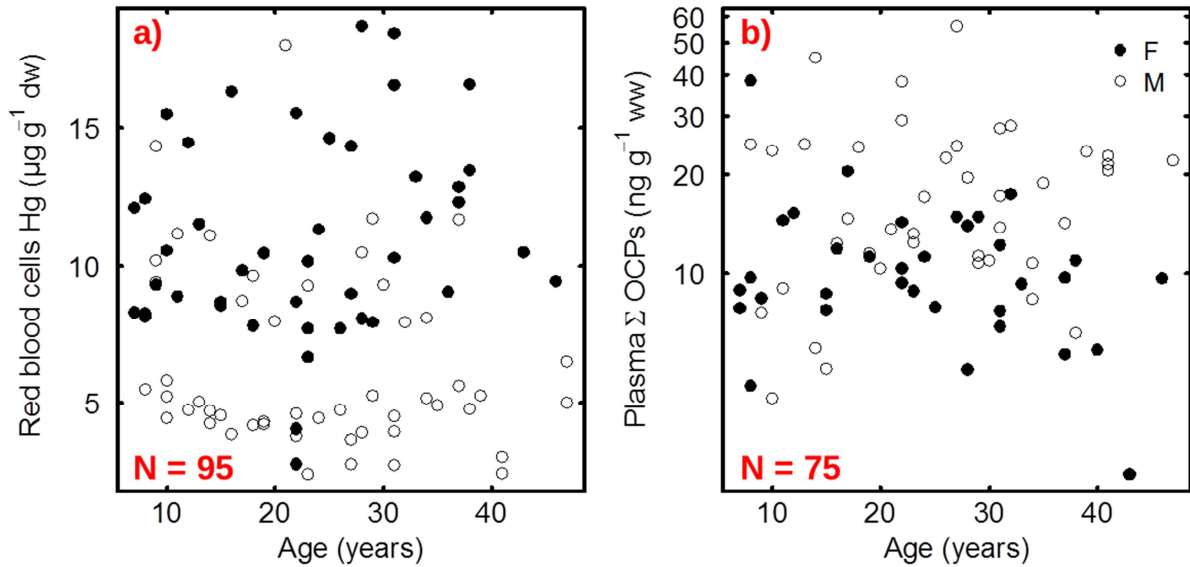 a)
15
10
5
Red blood cells Hg (µg g⁻¹ dw)
N = 95
10 20 30 40
Age (years)
b)
60
50
40
30
20
10
Plasma Σ OCPs (ng g⁻¹ ww)
F
M
N = 75
10 20 30 40
Age (years)